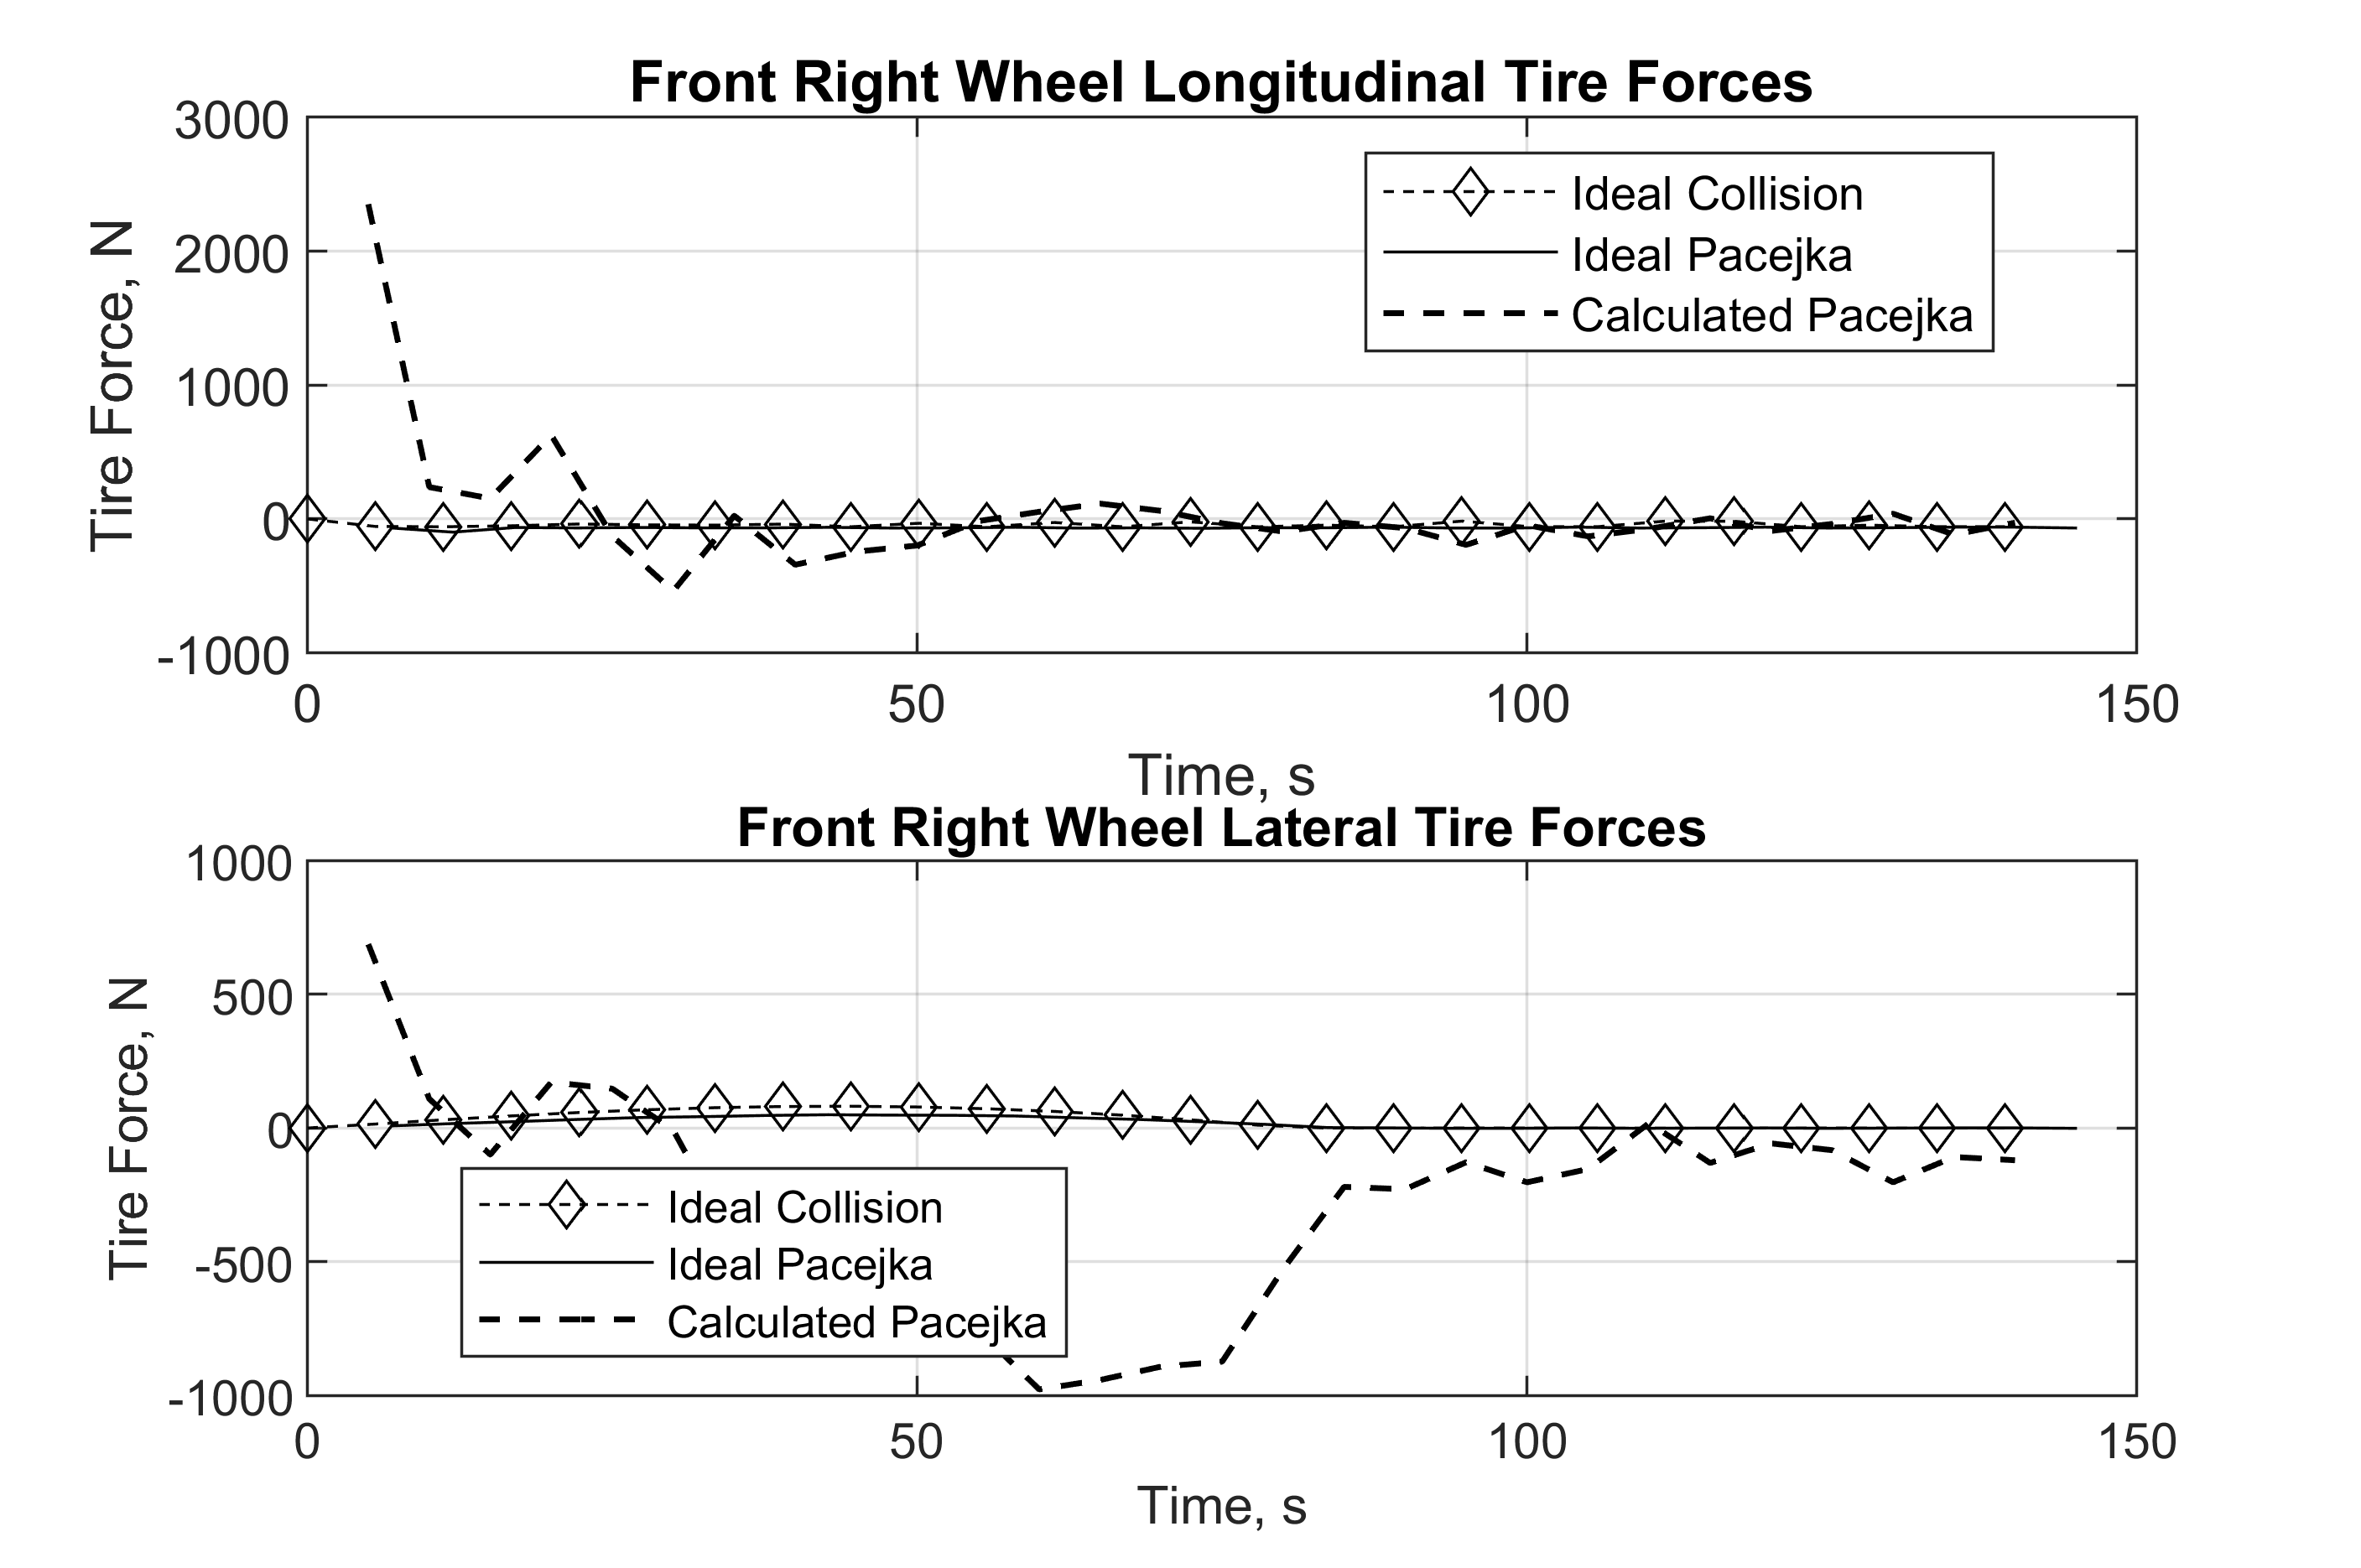 Front Right Wheel Longitudinal Tire Forces
3000
2000
1000
0
-1000
Tire Force, N
Ideal Collision
Ideal Pacejka
Calculated Pacejka
0 50 100 150
Time, s
Front Right Wheel Lateral Tire Forces
1000
500
0
-500
-1000
Tire Force, N
Ideal Collision
Ideal Pacejka
Calculated Pacejka
0 50 100 150
Time, s